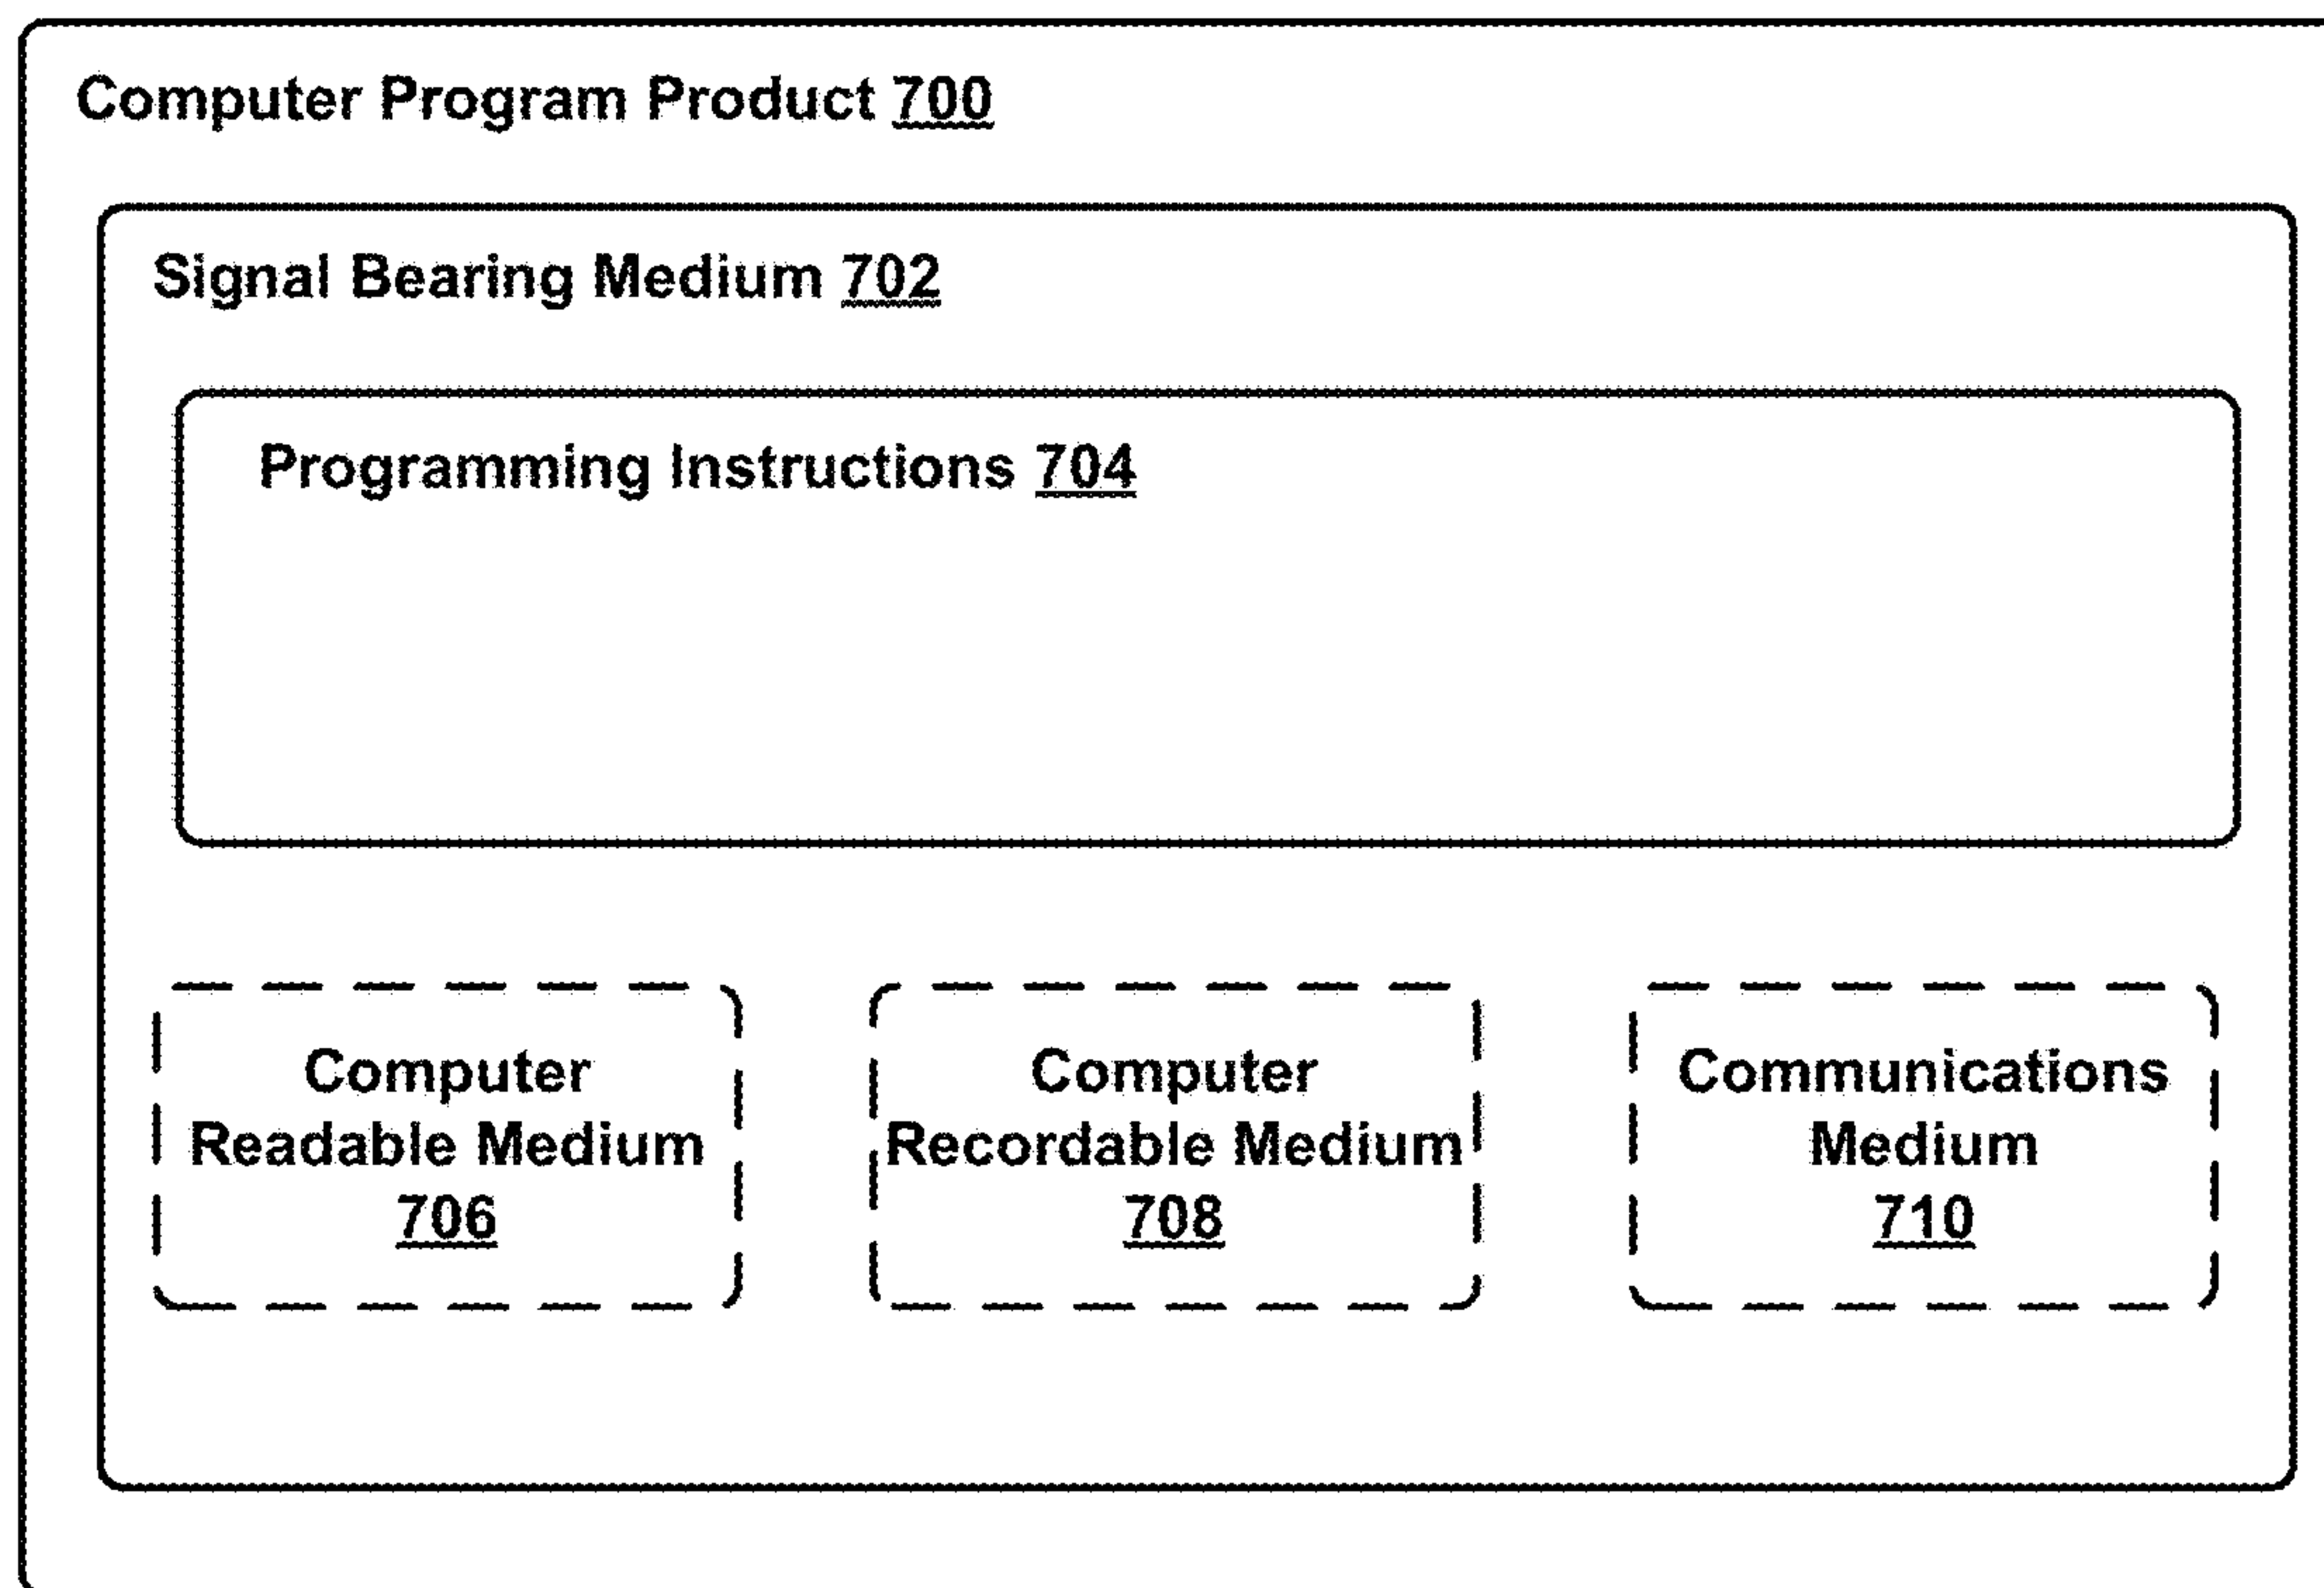 Computer Program Product 700
Signal Bearing Medium 702
Programming Instructions 704
Computer
Readable Medium
706
Computer
Recordable Medium
708
Communications
Medium
710